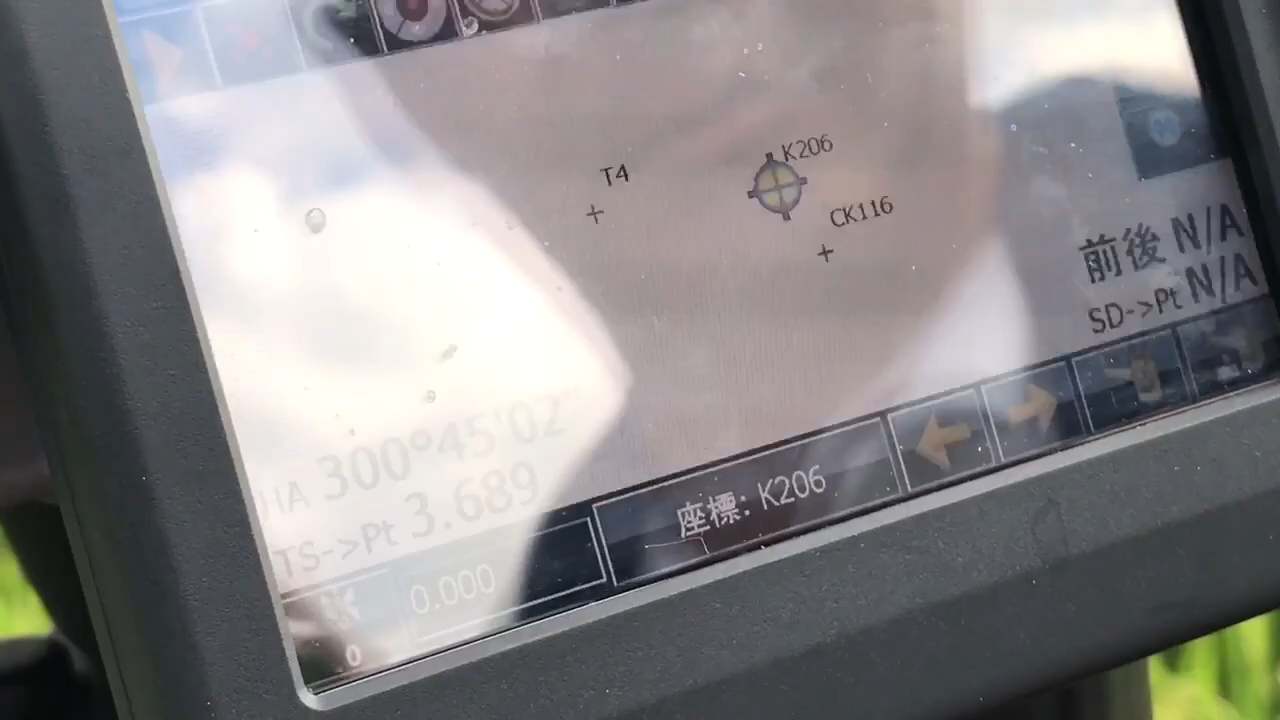 K206
T4
CK116
前後 N/A
SD->Pt N/A
HA 300°45'02"
TS->Pt 3.689
座標: K206
0.000
0